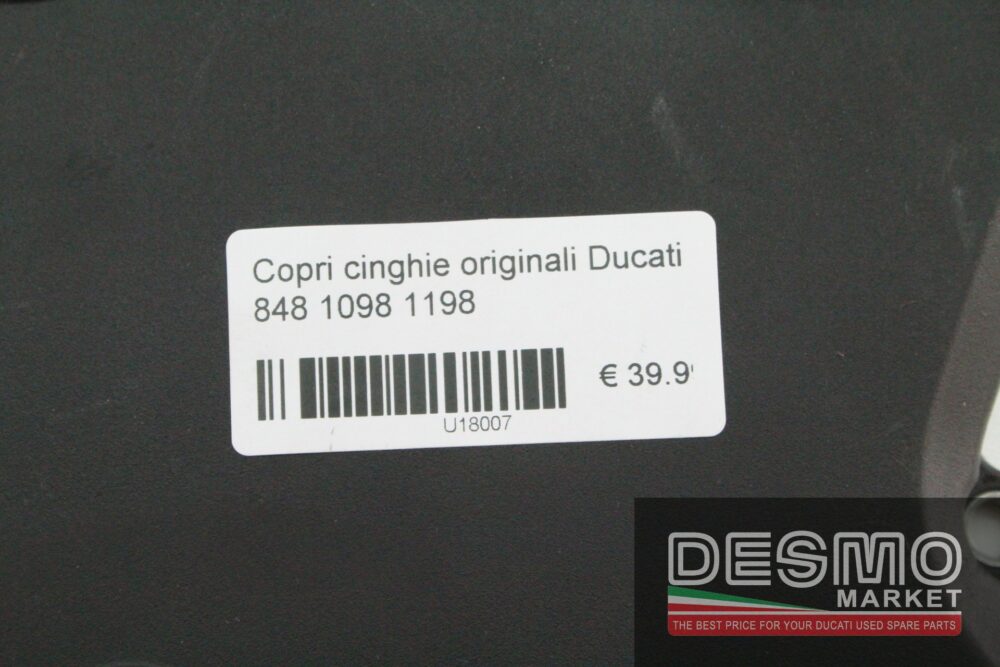 Copri cinghie originali Ducati
848 1098 1198
€ 39.9
U18007
DESMO
MARKET
THE BEST PRICE FOR YOUR DUCATI USED SPARE PARTS